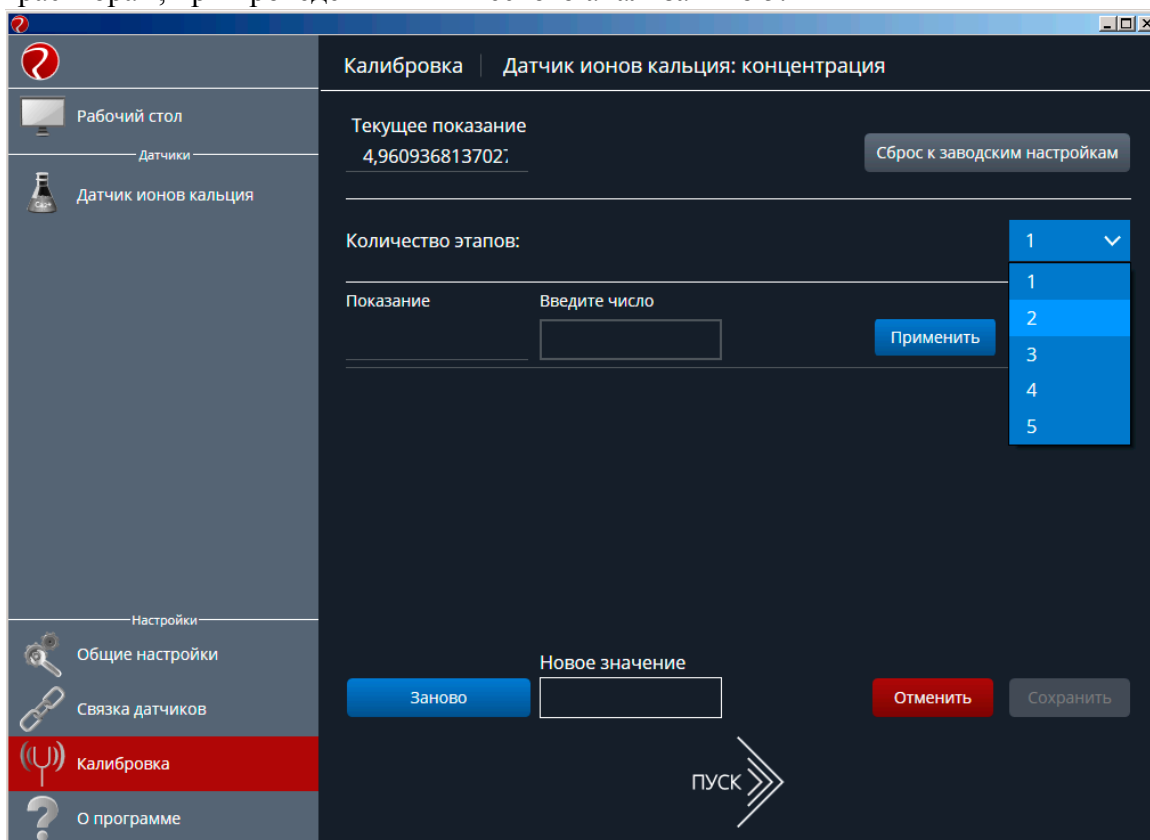 Калибровка Датчик ионов кальция: концентрация
Рабочий стол
Датчики
Датчик ионов кальция
Ca2+
Текущее показание
4,960936813702
Сброс к заводским настройкам
Количество этапов:
1
1
2
3
4
5
Показание Введите число
Применить
Настройки
Общие настройки
Связка датчиков
Калибровка
О программе
Новое значение
Заново
Отменить
Сохранить
ПУСК